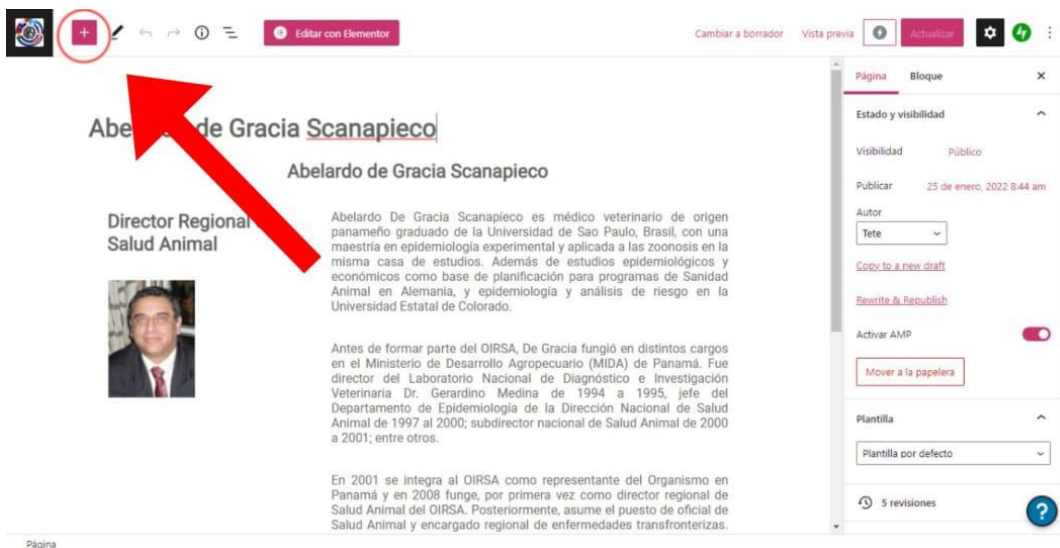 Editar con Elementor
Cambiar a borrador
Vista previa
Actualizar
Página
Bloque
Abe de Gracia Scanapieco
Abelardo de Gracia Scanapieco
Director Regional
Salud Animal
Abelardo De Gracia Scanapíeco es médico veterinario de origen
panameño graduado de la Universidad de Sao Paulo, Brasil, con una
maestría en epidemiología experimental y aplicada a las zoonosis en la
misma casa de estudios. Además de estudios epidemiológicos y
económicos como base de planificación para programas de Sanidad
Animal en Alemania, y epidemiología y análisis de riesgo en la
Universidad Estatal de Colorado.
Antes de formar parte del OIRSA, De Gracia fungió en distintos cargos
en el Ministerio de Desarrollo Agropecuario (MIDA) de Panamá. Fue
director del Laboratorio Nacional de Diagnóstico e Investigación
Veterinaria Dr. Gerardino Medina de 1994 a 1995, jefe del
Departamento de Epidemiología de la Dirección Nacional de Salud
Animal de 1997 al 2000; subdirector nacional de Salud Animal de 2000
a 2001; entre otros.
En 2001 se integra al OIRSA como representante del Organismo en
Panamá y en 2008 funge, por primera vez como director regional de
Salud Animal del OIRSA. Posteriormente, asume el puesto de oficial de
Salud Animal y encargado regional de enfermedades transfronterizas.
Estado y visibilidad
Visibilidad Público
Publicar 25 de enero, 2022 8:44 am
Autor
Tete
Copy to a new draft
Rewrite & Republish
Activar AMP
Mover a la papelera
Plantilla
Plantilla por defecto
5 revisiones
Página